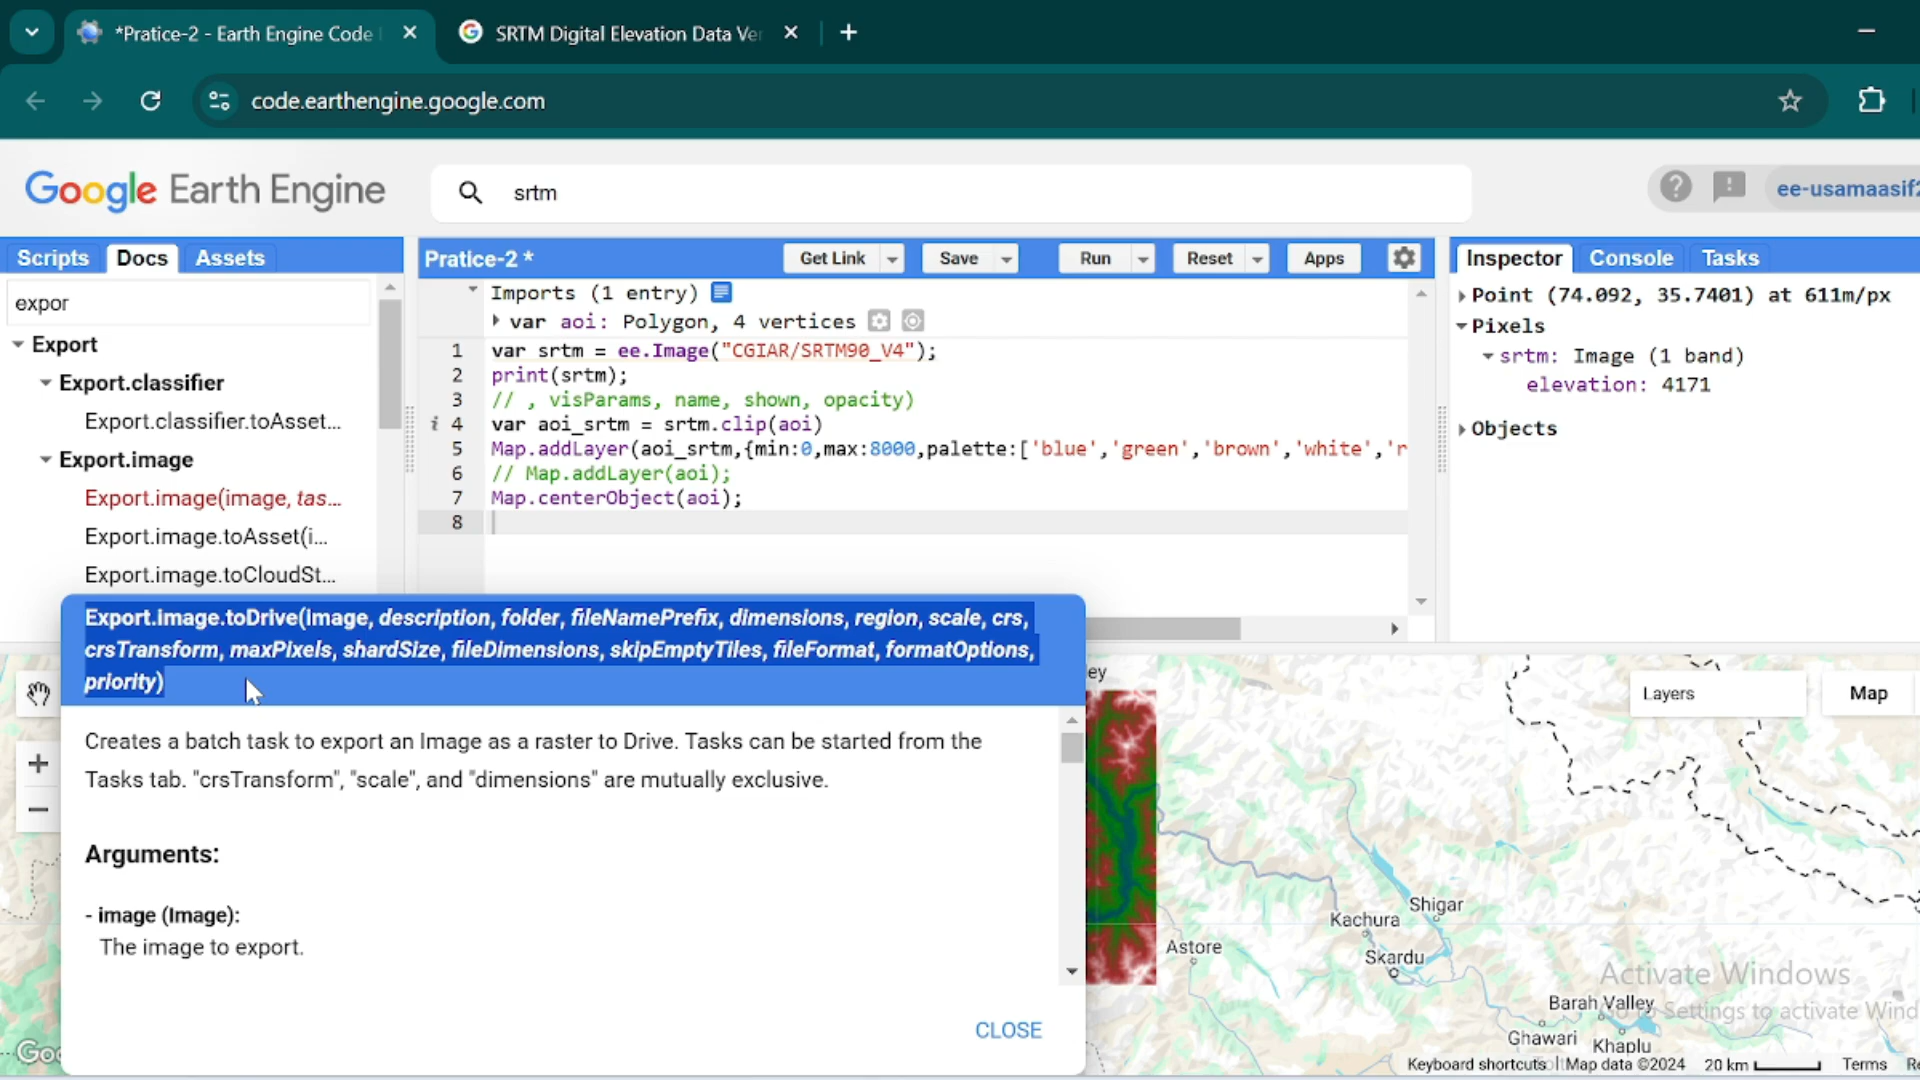 *Pratice-2 - Earth Engine Code
SRTM Digital Elevation Data Ver
code.earthengine.google.com
Google Earth Engine
srtm
ee-usamaasif2
Scripts Docs Assets
Pratice-2 *
Get Link Save Run Reset Apps
Inspector Console Tasks
expor
Export
Export.classifier
Export.classifier.toAsset...
Export.image
Export.image(image, tas...
Export.image.toAsset(i...
Export.image.toCloudSt...
Imports (1 entry)
var aoi: Polygon, 4 vertices
1 var srtm = ee.Image("CGIAR/SRTM90_V4");
2 print(srtm);
3 // , visParams, name, shown, opacity)
i 4 var aoi_srtm = srtm.clip(aoi)
5 Map.addLayer(aoi_srtm,{min:0,max:8000,palette:['blue','green','brown','white','r
6 // Map.addLayer(aoi);
7 Map.centerObject(aoi);
8
Point (74.092, 35.7401) at 611m/px
Pixels
srtm: Image (1 band)
elevation: 4171
Objects
Export.image.toDrive(image, description, folder, fileNamePrefix, dimensions, region, scale, crs,
crsTransform, maxPixels, shardSize, fileDimensions, skipEmptyTiles, fileFormat, formatOptions,
priority)
Creates a batch task to export an Image as a raster to Drive. Tasks can be started from the
Tasks tab. "crsTransform", "scale", and "dimensions" are mutually exclusive.
Arguments:
- image (Image):
The image to export.
CLOSE
ey
Layers
Map
Shigar
Kachura
Astore
Skardu
Activate Windows
Barah Valley
Settings to activate Wind
Ghawari
Khaplu
Goo
Keyboard shortcuts
Map data ©2024
20 km
Terms